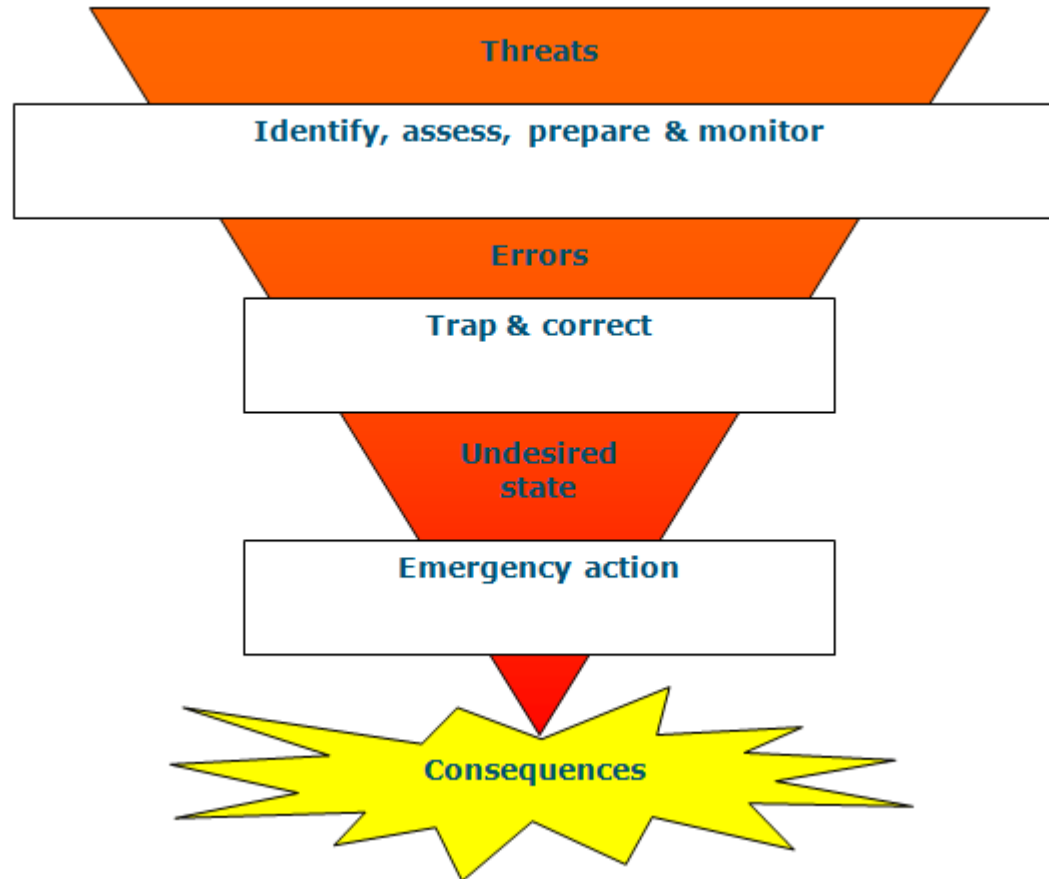 Threats
Identify, assess, prepare & monitor
Errors
Trap & correct
Undesired
state
Emergency action
Consequences